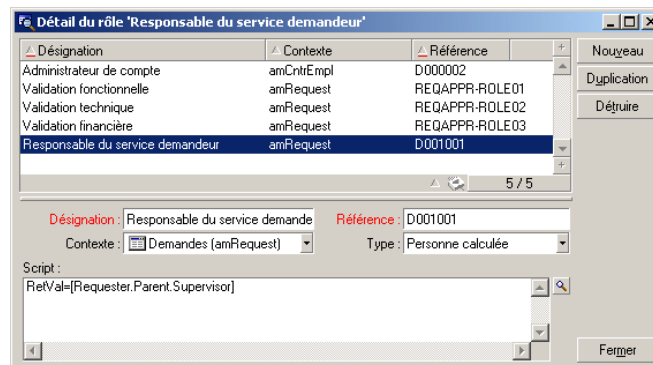 Détail du rôle 'Responsable du service demandeur'
Désignation Contexte Référence
Administrateur de compte amCntrEmpl D000002
Validation fonctionnelle amRequest REQAPPR-ROLE01
Validation technique amRequest REQAPPR-ROLE02
Validation financière amRequest REQAPPR-ROLE03
Responsable du service demandeur amRequest D001001
5 / 5
Nouveau
Duplication
Détruire
Désignation : Responsable du service demande Référence : D001001
Contexte : Demandes (amRequest) Type : Personne calculée
Script :
RetVal=[Requester.Parent.Supervisor]
Fermer